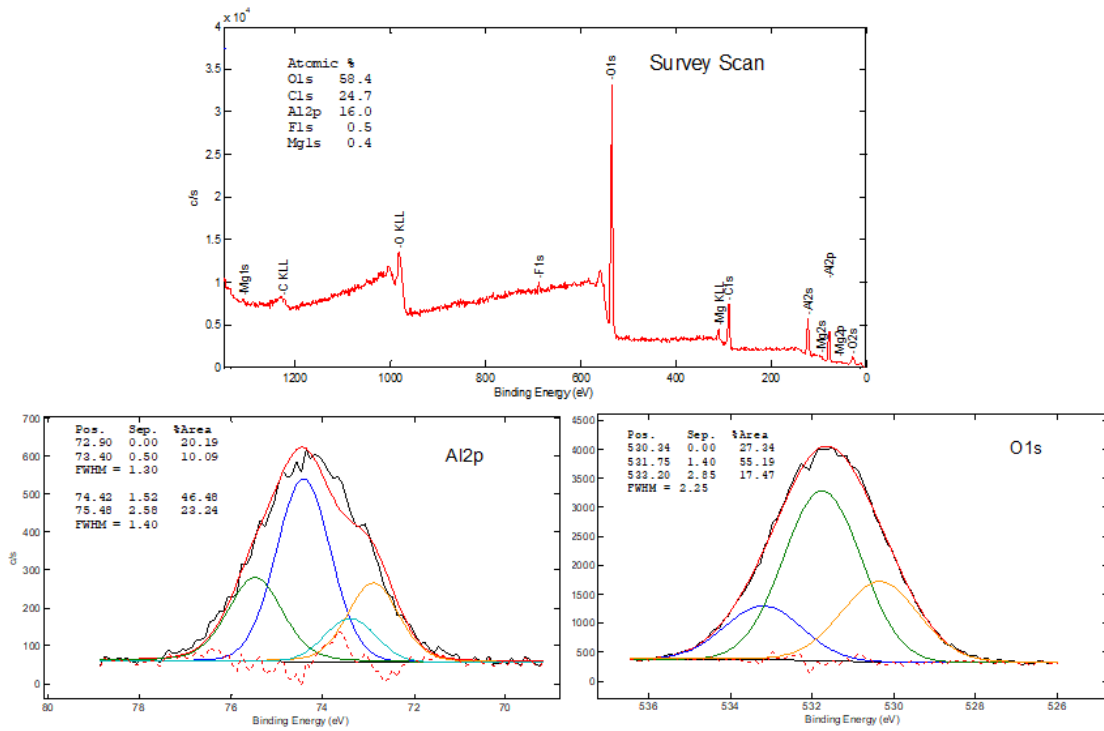 x 10^4
4
3.5
3
2.5
2
1.5
1
0.5
0
c/s
Survey Scan
Atomic %
O1s 58.4
C1s 24.7
Al2p 16.0
F1s 0.5
Mg1s 0.4
-Mg1s
-C KLL
-O KLL
-F1s
-O1s
-Mg KLL
-C1s
-Al2s
-Mg2s
-Al2p
-Mg2p
-O2s
1200 1000 800 600 400 200 0
Binding Energy (eV)
700
600
500
400
300
200
100
0
c/s
Pos. Sep. %Area
72.90 0.00 20.19
73.40 0.50 10.09
FWHM = 1.30
74.42 1.52 46.48
75.48 2.58 23.24
FWHM = 1.40
Al2p
80 78 76 74 72 70
Binding Energy (eV)
4500
4000
3500
3000
2500
2000
1500
1000
500
0
Pos. Sep. %Area
530.34 0.00 27.34
531.75 1.40 55.19
533.20 2.85 17.47
FWHM = 2.25
O1s
536 534 532 530 528 526
Binding Energy (eV)